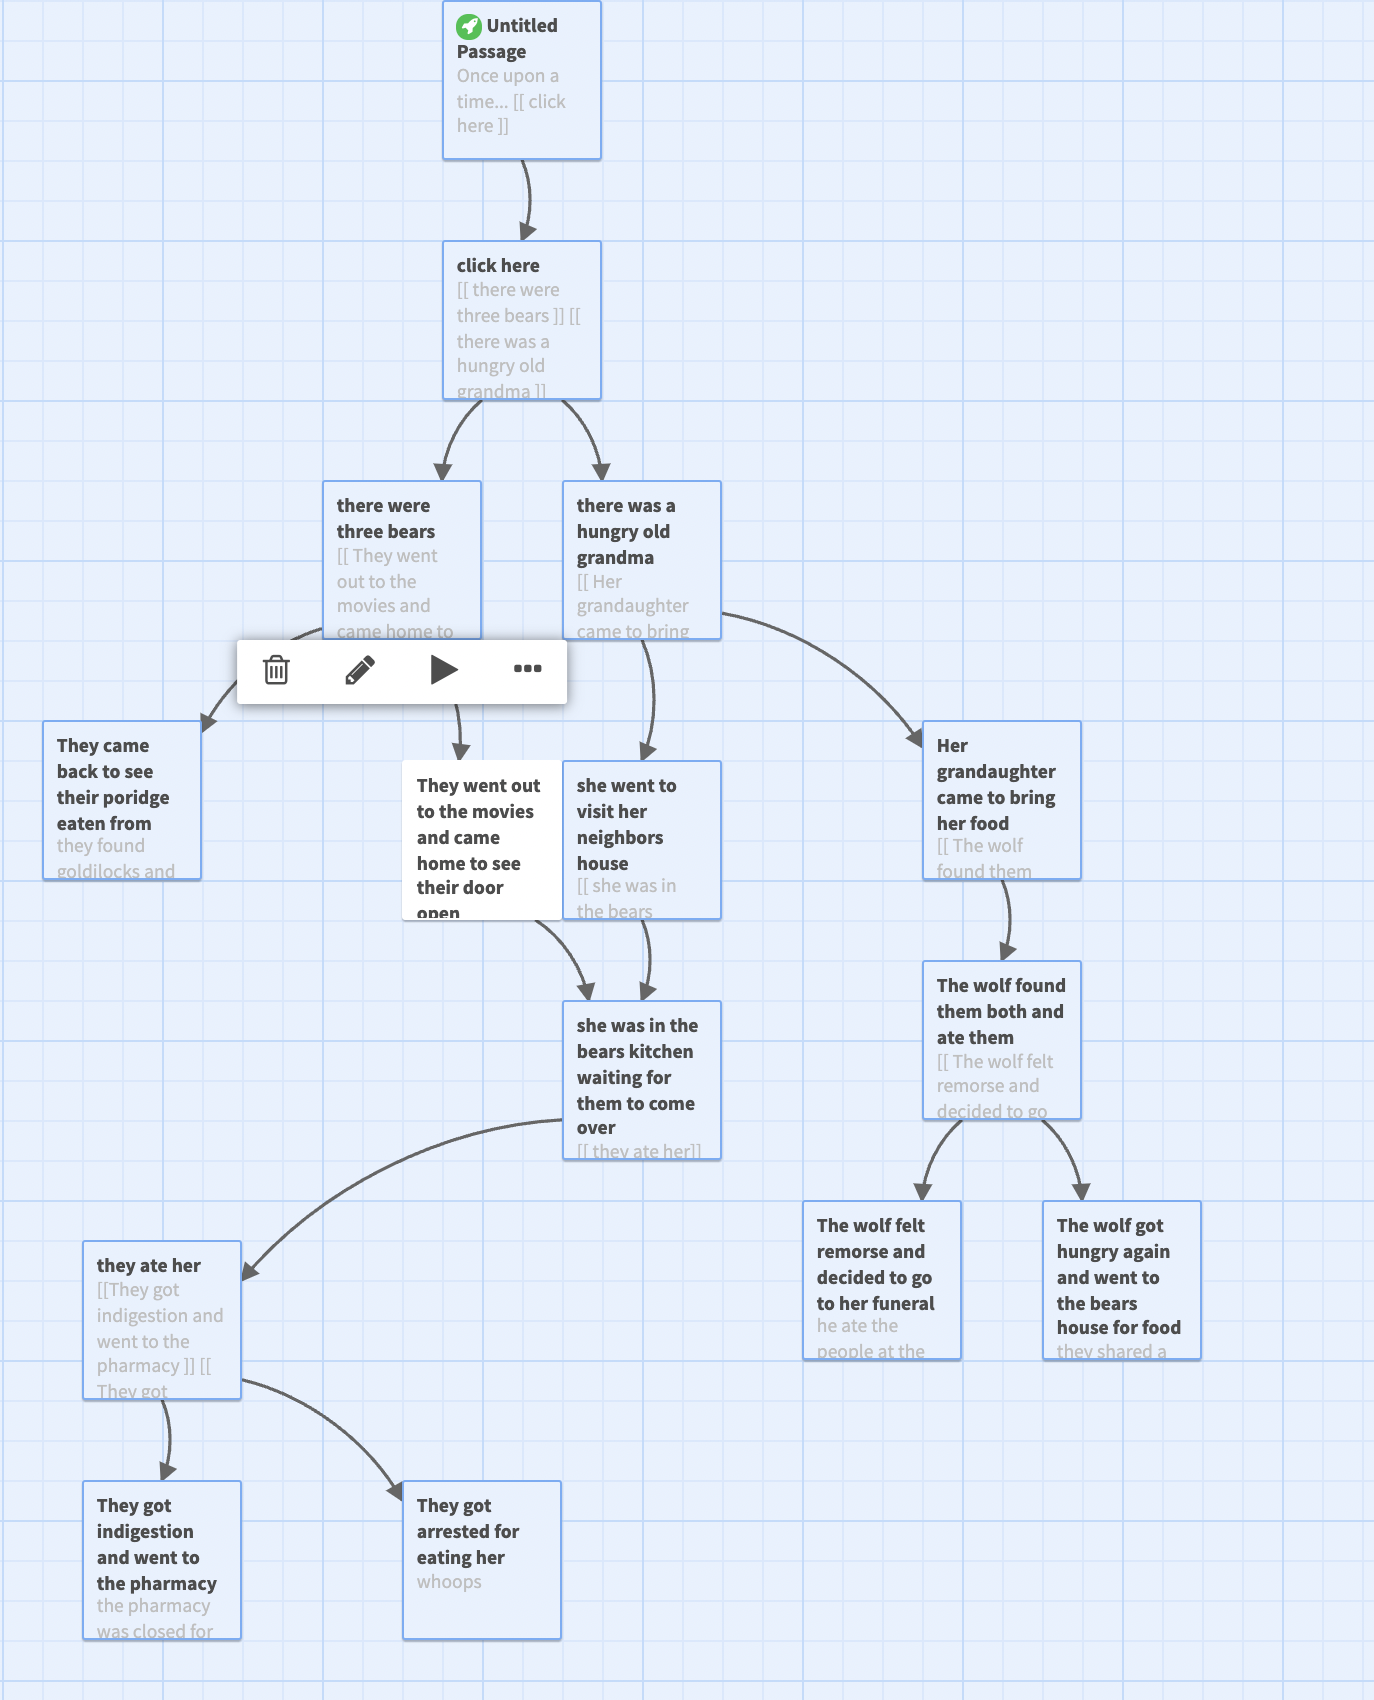 Untitled
Passage
Once upon a
time... [[ click
here ]]
click here
[[ there were
three bears ]] [[
there was a
hungry old
grandma ]]
there were
three bears
[[ They went
out to the
movies and
came home to
there was a
hungry old
grandma
[[ Her
grandaughter
came to bring
They came
back to see
their poridge
eaten from
they found
goldilocks and
They went out
to the movies
and came
home to see
their door
open
she went to
visit her
neighbors
house
[[ she was in
the bears
Her
grandaughter
came to bring
her food
[[ The wolf
found them
she was in the
bears kitchen
waiting for
them to come
over
[[ they ate her]]
The wolf found
them both and
ate them
[[ The wolf felt
remorse and
decided to go
The wolf felt
remorse and
decided to go
to her funeral
he ate the
people at the
The wolf got
hungry again
and went to
the bears
house for food
they shared a
they ate her
[[They got
indigestion and
went to the
pharmacy ]] [[
They got
They got
indigestion
and went to
the pharmacy
the pharmacy
was closed for
They got
arrested for
eating her
whoops